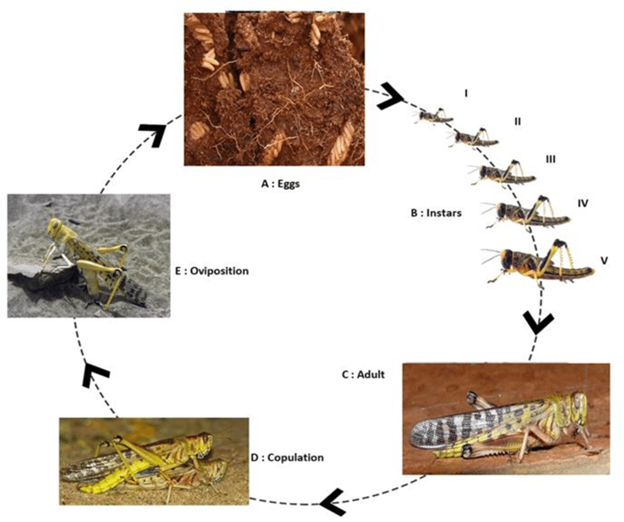 A : Eggs
I
II
III
IV
B : Instars
V
E : Oviposition
C : Adult
D : Copulation